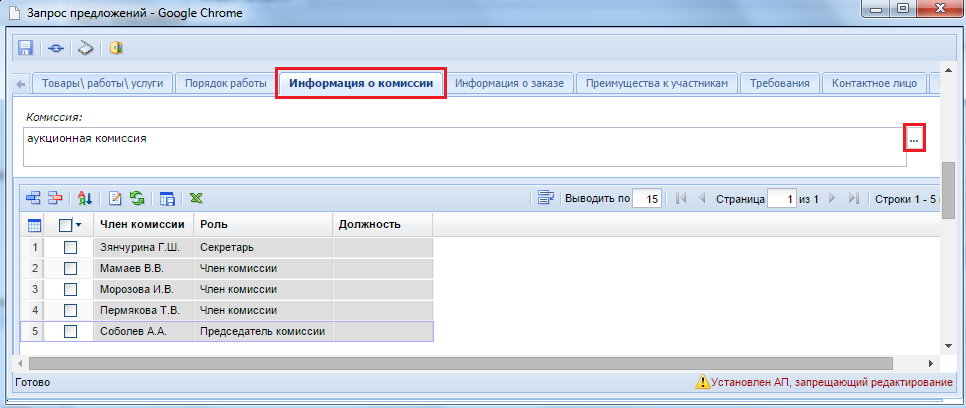 Запрос предложений - Google Chrome
Товары\ работы\ услуги Порядок работы Информация о комиссии Информация о заказе Преимущества к участникам Требования Контактное лицо
Комиссия:
аукционная комиссия ...
Выводить по 15 Страница 1 из 1 Строки 1 - 5
Член комиссии Роль Должность
1 Зянчурина Г.Ш. Секретарь
2 Мамаев В.В. Член комиссии
3 Морозова И.В. Член комиссии
4 Пермякова Т.В. Член комиссии
5 Соболев А.А. Председатель комиссии
Готово Установлен АП, запрещающий редактирование